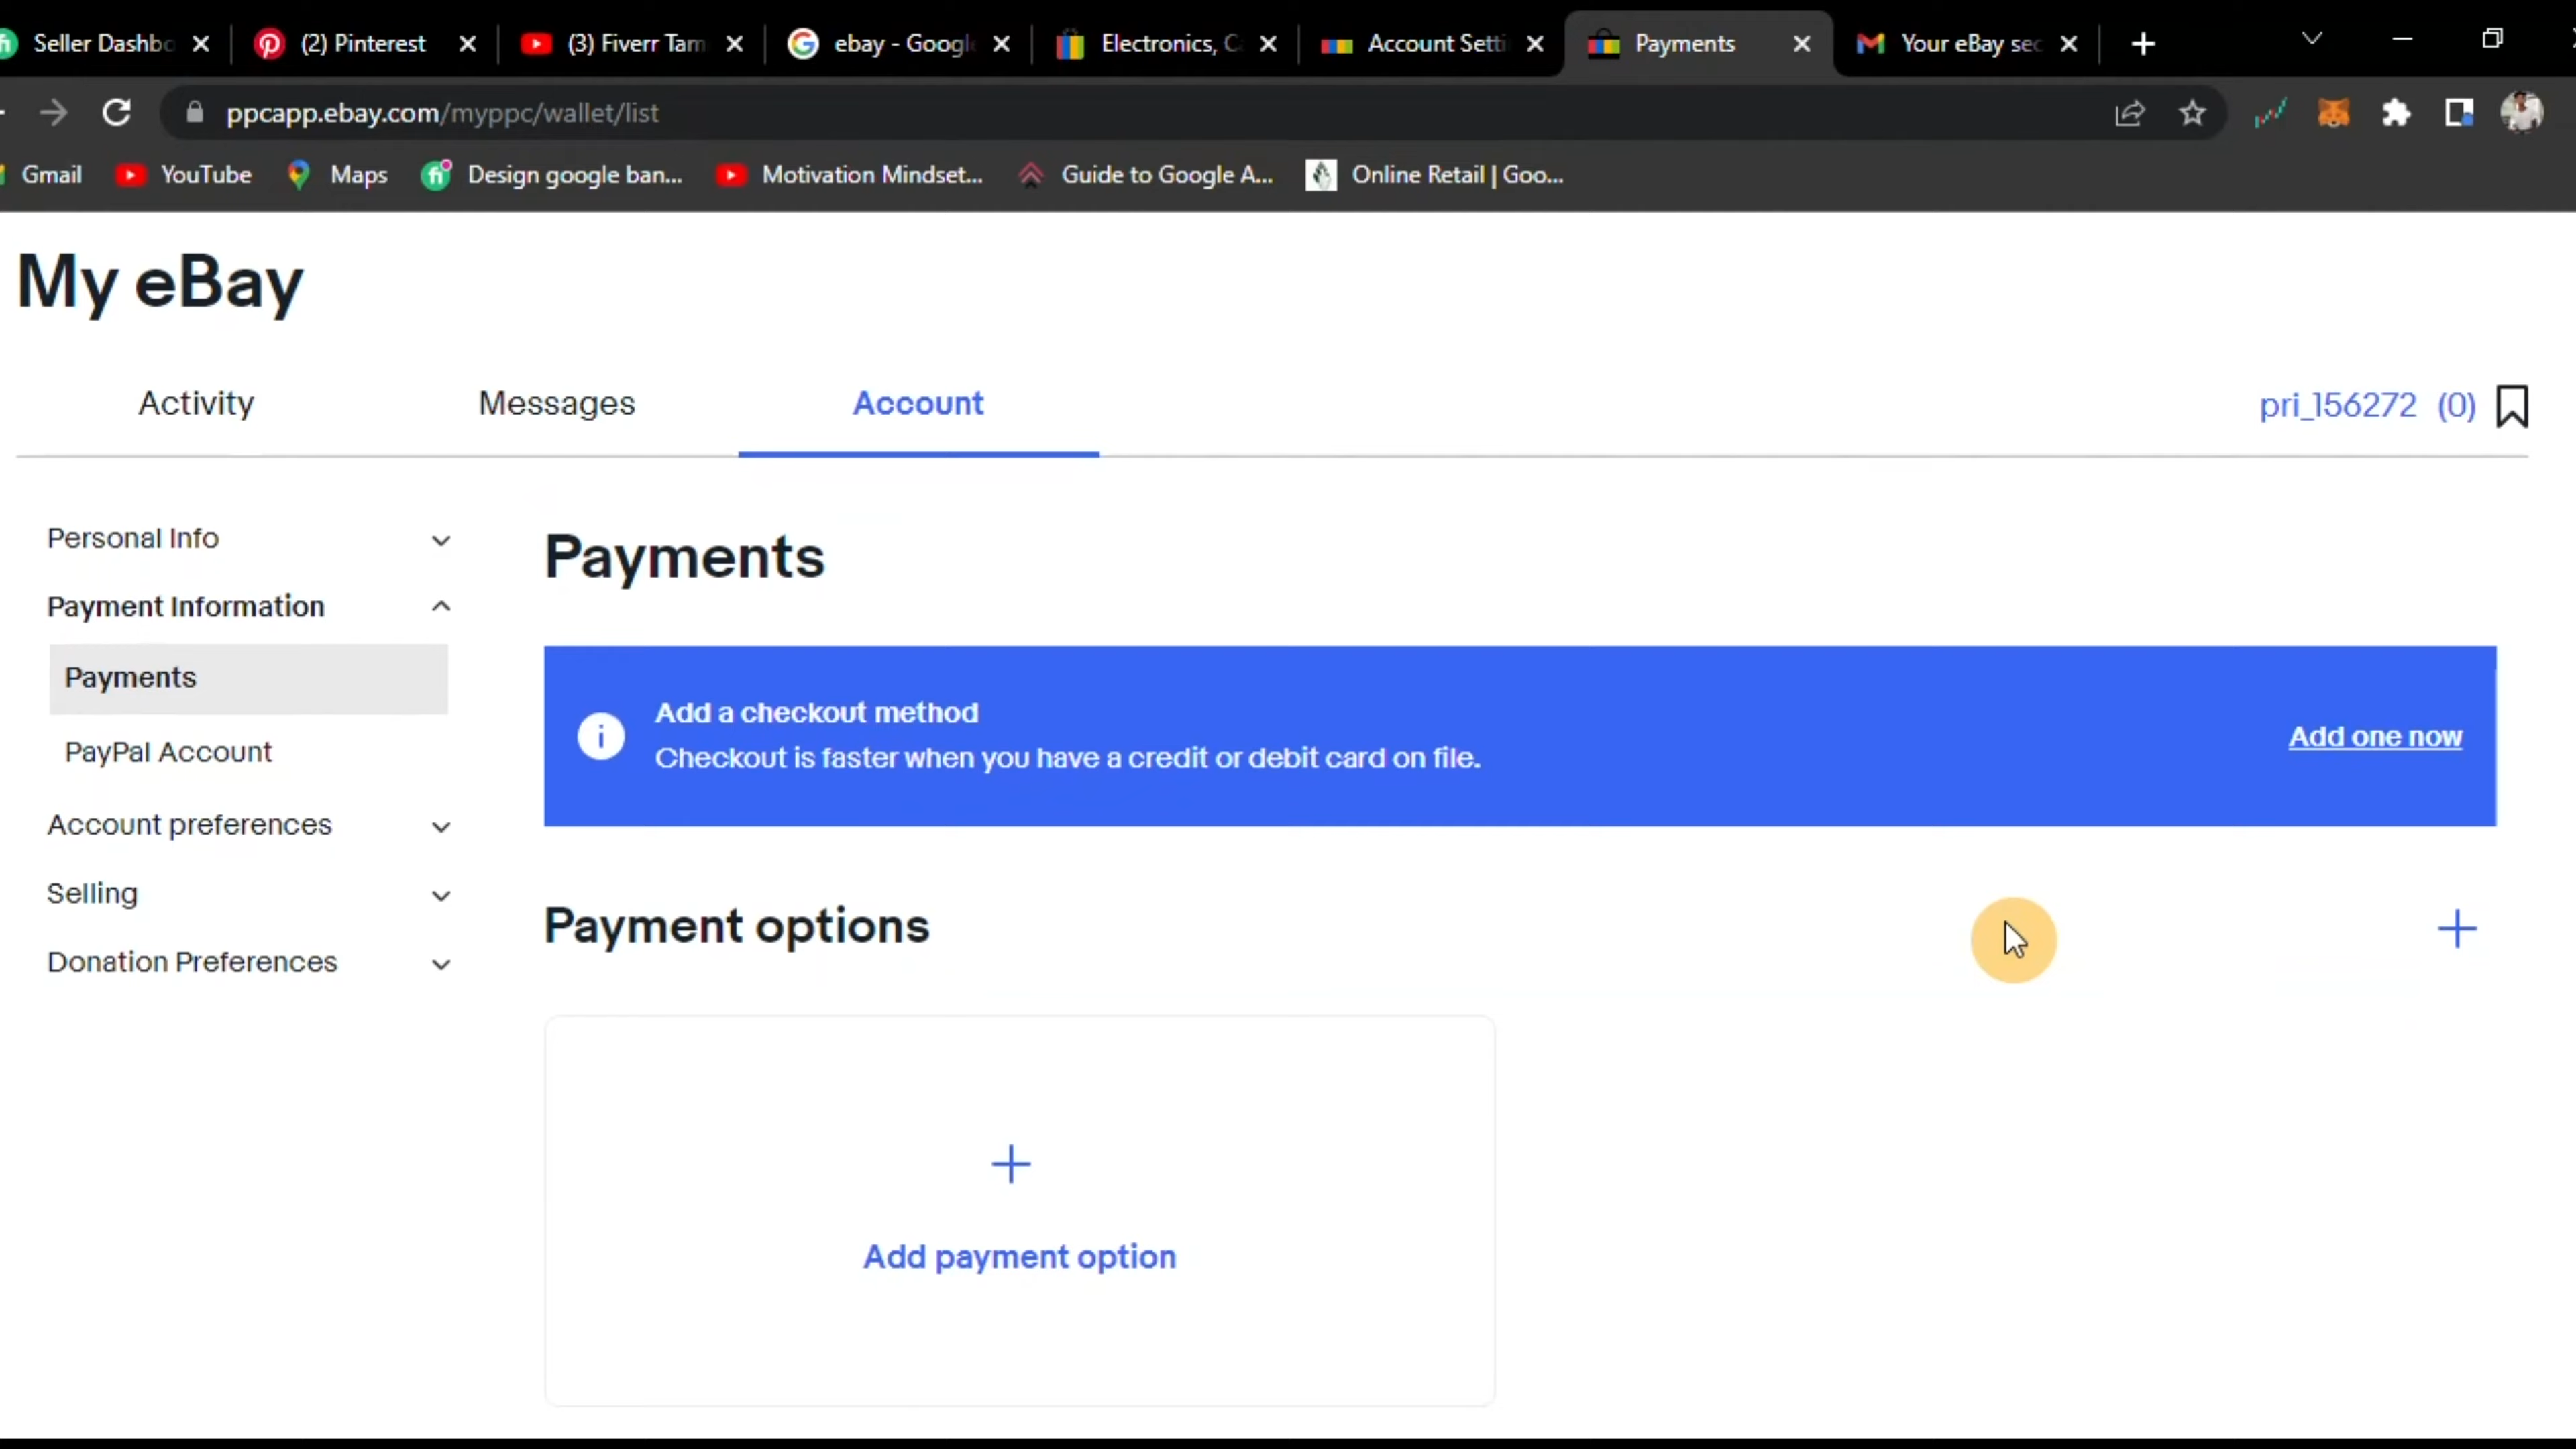 Seller Dashbo
(2) Pinterest
(3) Fiverr Tam
ebay - Googl
Electronics, C
Account Setti
Payments
Your eBay sec
ppcapp.ebay.com/myppc/wallet/list
Gmail
YouTube
Maps
Design google ban...
Motivation Mindset...
Guide to Google A...
Online Retail | Goo...
My eBay
Activity
Messages
Account
pri_156272 (0)
Personal Info
Payment Information
Payments
PayPal Account
Account preferences
Selling
Donation Preferences
Payments
Add a checkout method
Checkout is faster when you have a credit or debit card on file.
Add one now
Payment options
Add payment option